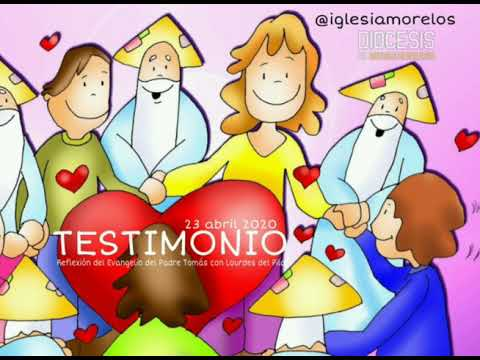 @iglesiamorelos
DIOCESIS
23 abril 2020
TESTIMONIO
Reflexión del Evangelio del Padre Tomás con Lourdes del Pilar